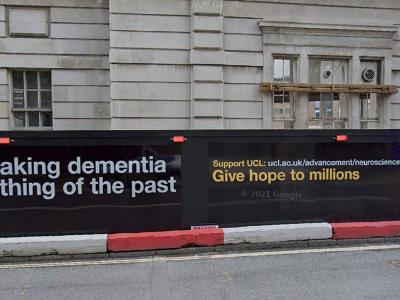 aking dementia
thing of the past
Support UCL: ucl.ac.uk/advancement/neuroscience
Give hope to millions
© 2021 Google